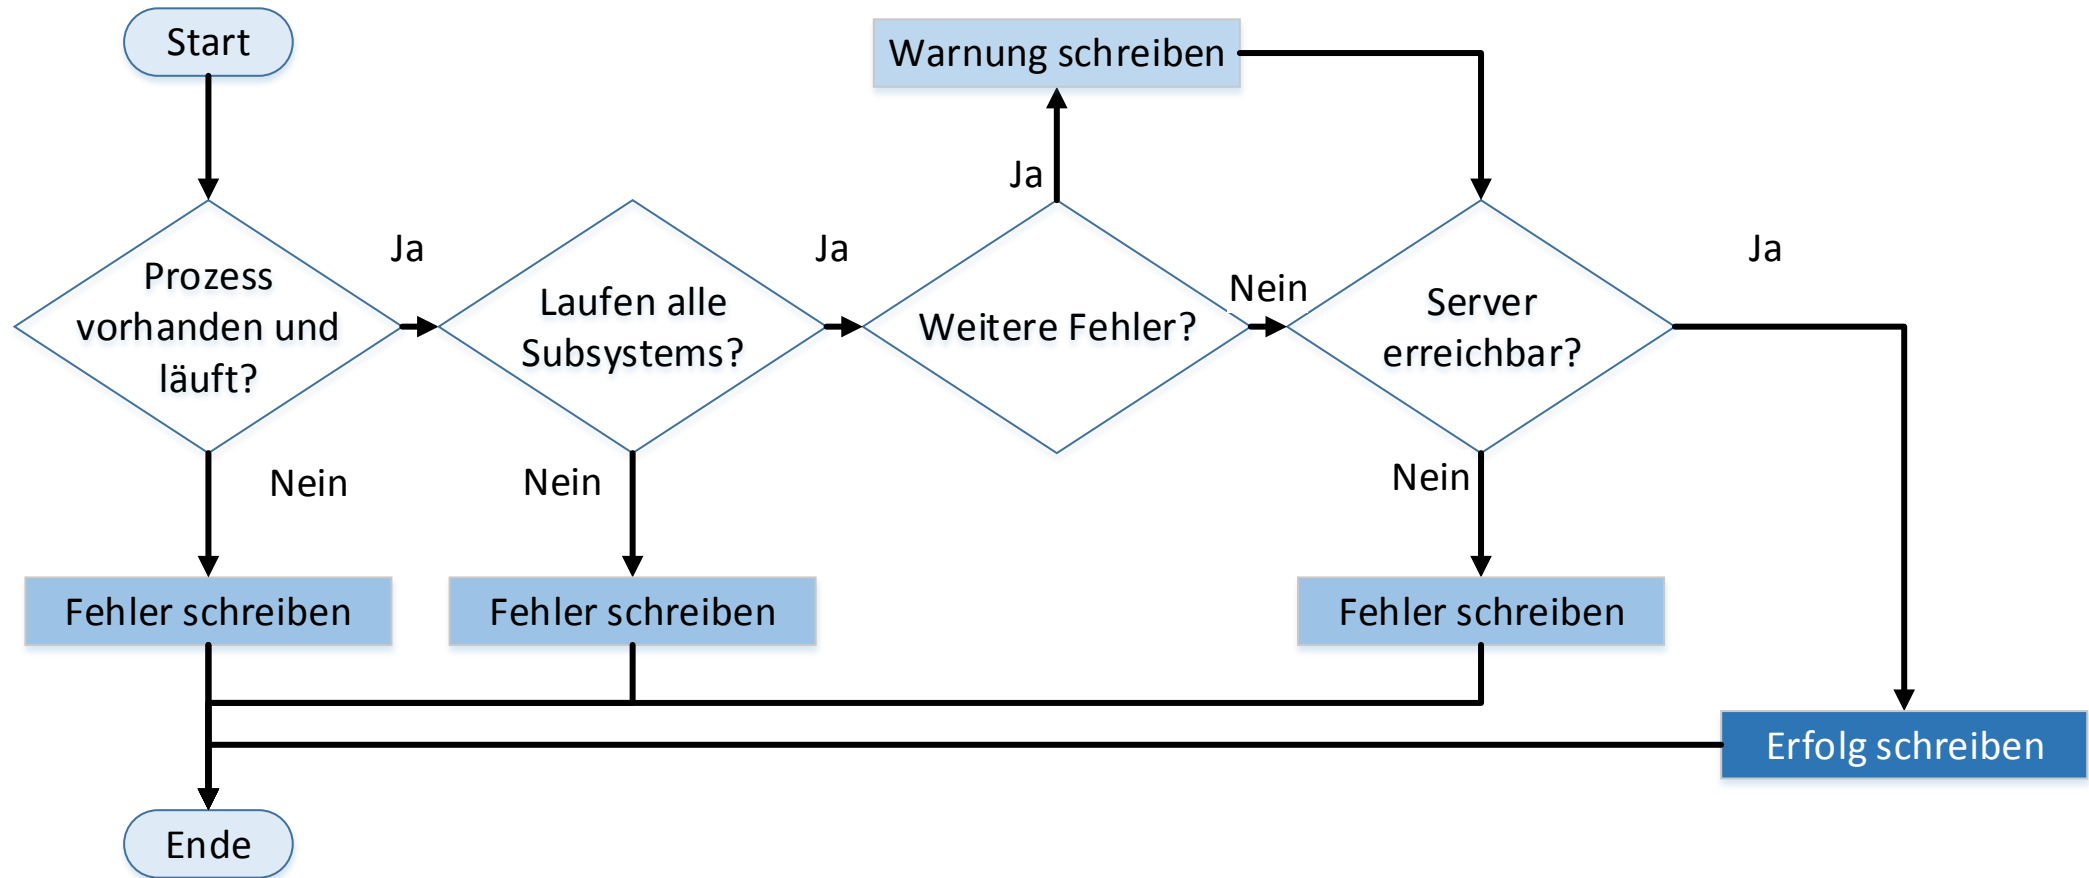 Start
Warnung schreiben
Ja
Ja
Ja
Ja
Prozess
vorhanden und
läuft?
Laufen alle
Subsystems?
Weitere Fehler?
Nein
Server
erreichbar?
Nein
Nein
Nein
Fehler schreiben
Fehler schreiben
Fehler schreiben
Erfolg schreiben
Ende